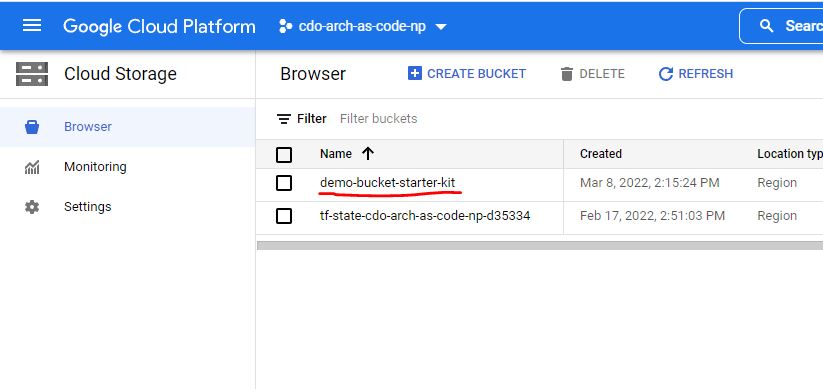 Google Cloud Platform cdo-arch-as-code-np Searc
Cloud Storage Browser CREATE BUCKET DELETE REFRESH
Browser
Monitoring
Settings
Filter Filter buckets
Name Created Location type
demo-bucket-starter-kit Mar 8, 2022, 2:15:24 PM Region
tf-state-cdo-arch-as-code-np-d35334 Feb 17, 2022, 2:51:03 PM Region